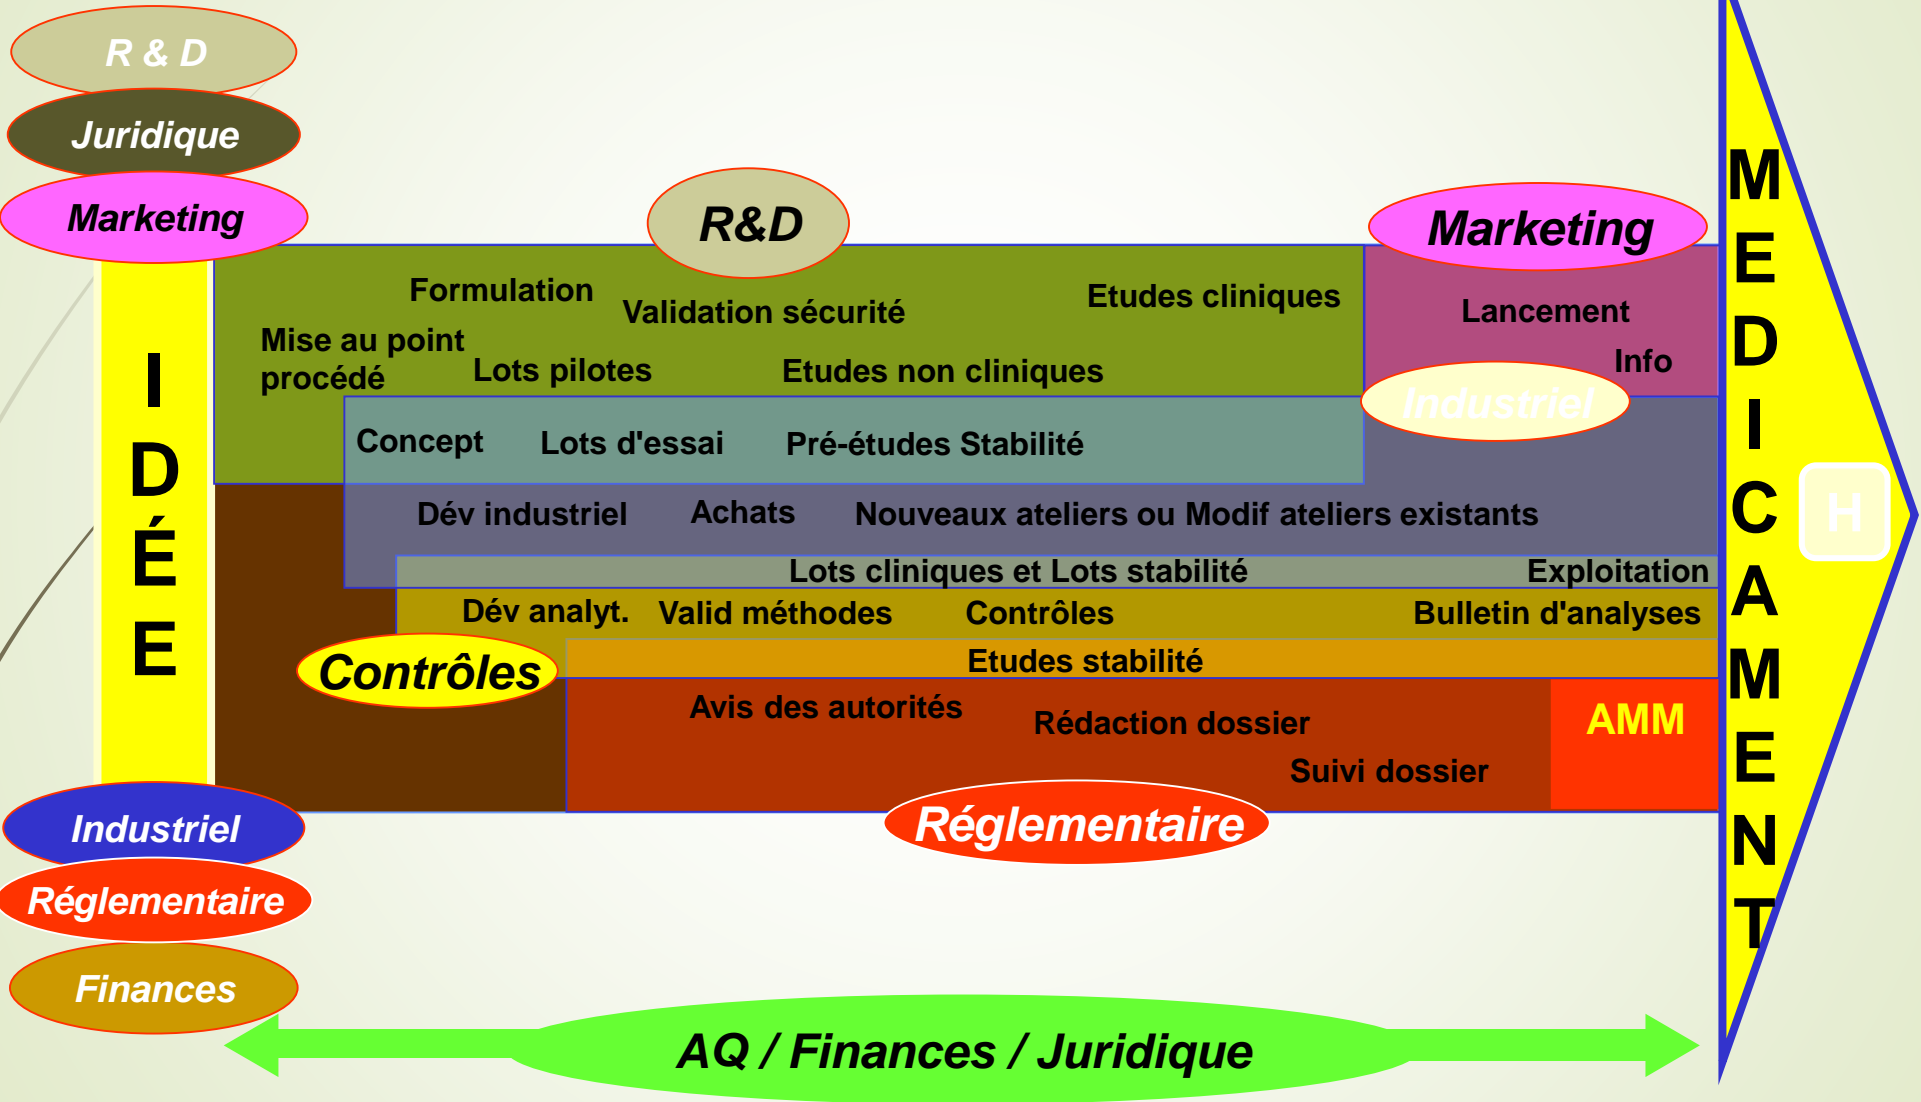 R & D
Juridique
Marketing
IDÉE
Industriel
Réglementaire
Finances
R&D
Marketing
Formulation
Validation sécurité
Etudes cliniques
Lancement
Mise au point
procédé
Lots pilotes
Etudes non cliniques
Info
Industriel
Concept
Lots d'essai
Pré-études Stabilité
Dév industriel
Achats
Nouveaux ateliers ou Modif ateliers existants
Lots cliniques et Lots stabilité
Exploitation
Dév analyt.
Valid méthodes
Contrôles
Bulletin d'analyses
Contrôles
Etudes stabilité
Avis des autorités
Rédaction dossier
Suivi dossier
AMM
Réglementaire
AQ / Finances / Juridique
MEDICAMENT
H